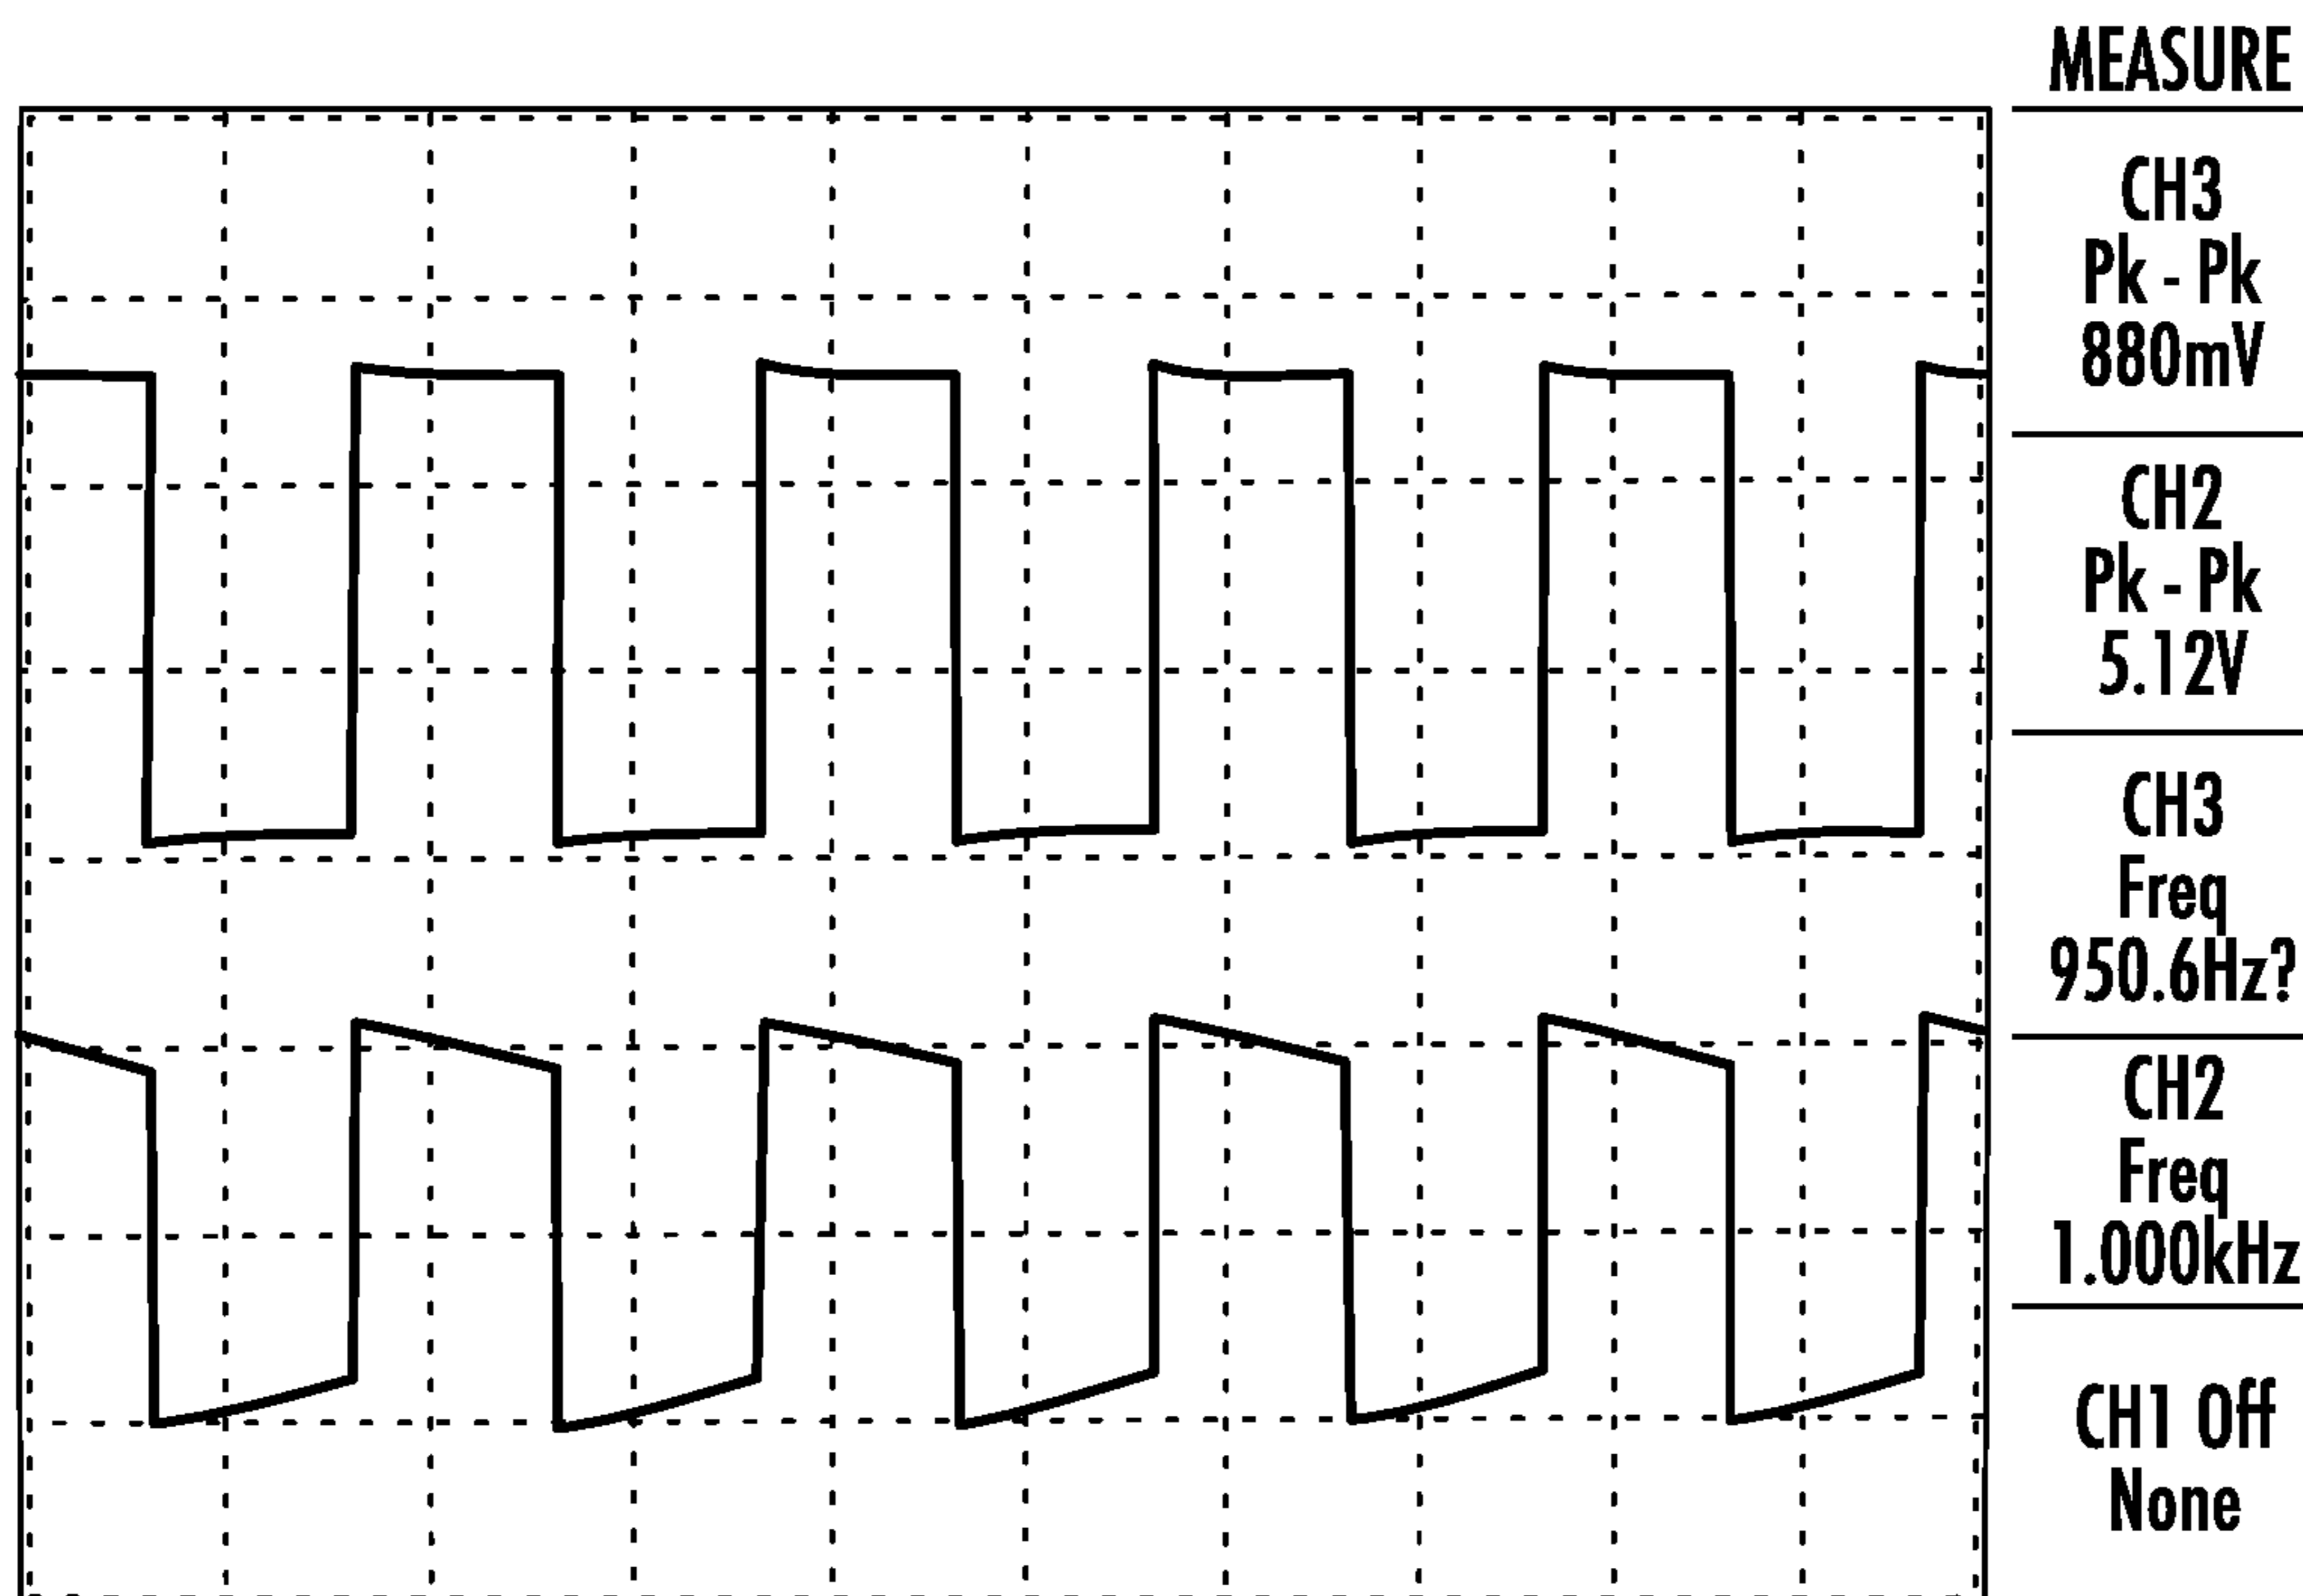 MEASURE
CH3
Pk - Pk
880mV
CH2
Pk - Pk
5.12V
CH3
Freq
950.6Hz?
CH2
Freq
1.000kHz
CH1 Off
None